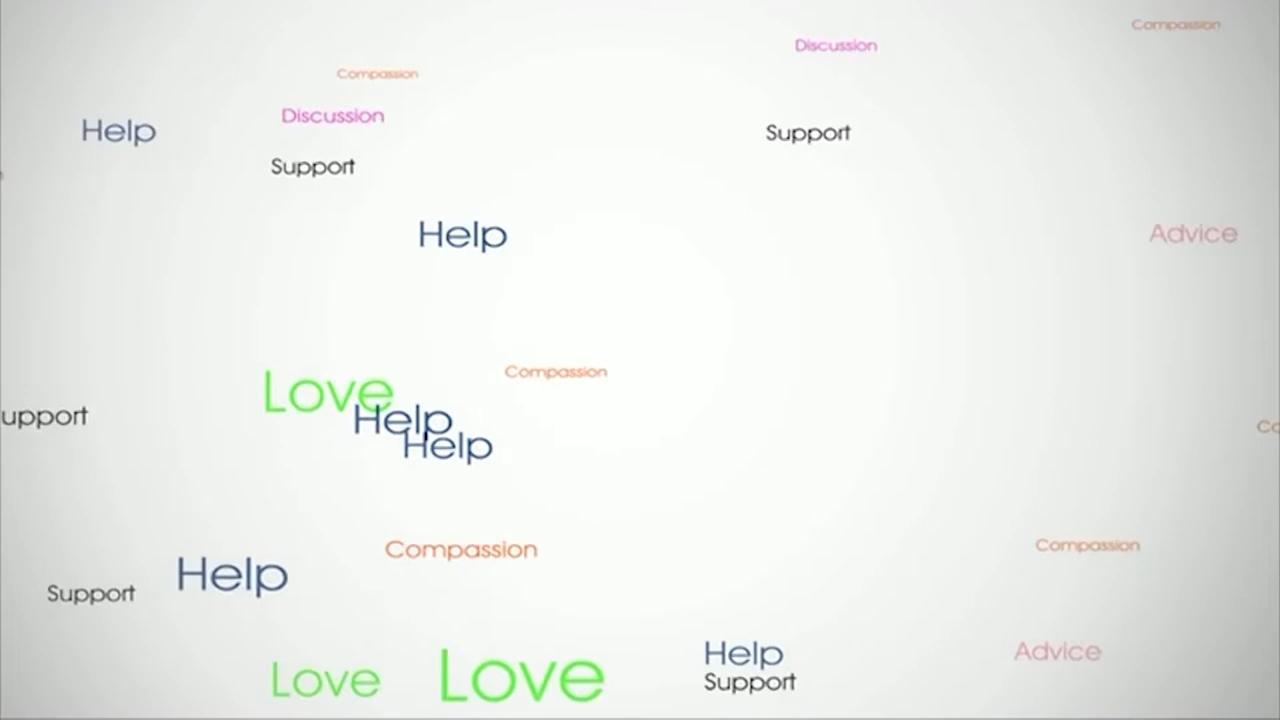 Compassion
Discussion
Compassion
Discussion
Help
Support
Support
Advice
Help
Compassion
Love
upport
Help
Help
Co
Compassion
Compassion
Help
Support
Help
Advice
Love
Love
Support